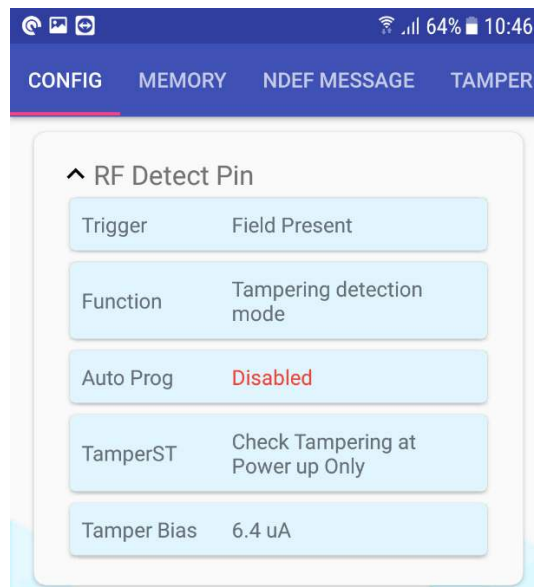 64% 10:46
CONFIG MEMORY NDEF MESSAGE TAMPER
RF Detect Pin
Trigger Field Present
Function Tampering detection
mode
Auto Prog Disabled
TamperST Check Tampering at
Power up Only
Tamper Bias 6.4 uA